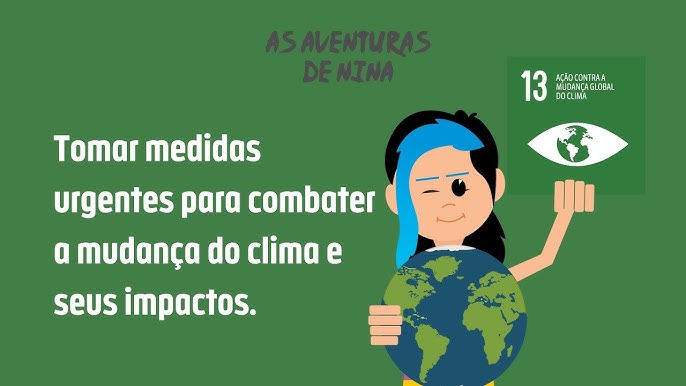 AS AVENTURAS
DE NINA
13
AÇÃO CONTRA A
MUDANÇA GLOBAL
DO CLIMA
Tomar medidas
urgentes para combater
a mudança do clima e
seus impactos.